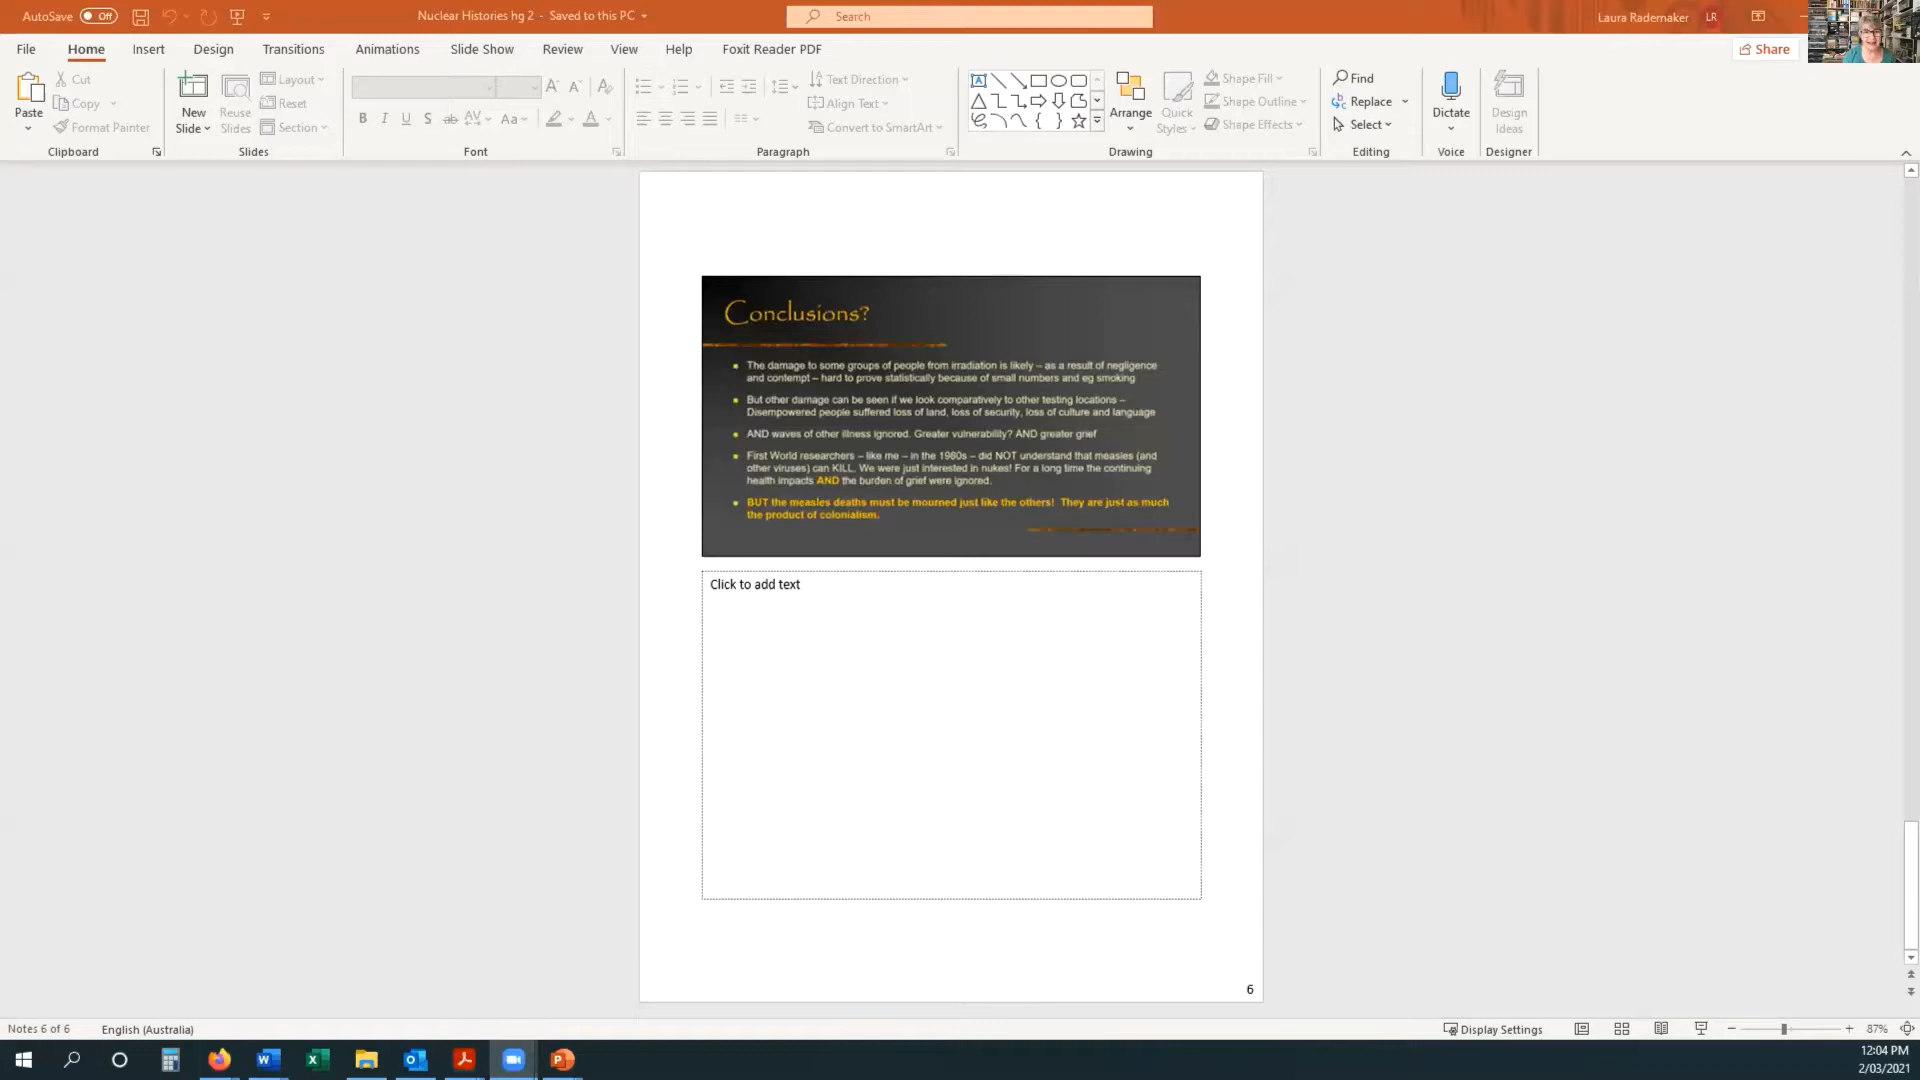 AutoSave Off Nuclear Histories hg 2 - Saved to this PC Search Laura Rademaker LR
File Home Insert Design Transitions Animations Slide Show Review View Help Foxit Reader PDF Share
Paste Cut Copy Format Painter
Clipboard
New Slide Reuse Slides Layout Reset Section
Slides
B I U S ab AV Aa A
Font
Text Direction
Align Text
Convert to SmartArt
Paragraph
Arrange Quick Styles Shape Fill Shape Outline Shape Effects
Drawing
Find
Replace
Select
Editing
Dictate
Voice
Design Ideas
Designer
Conclusions?
The damage to some groups of people from irradiation is likely – as a result of negligence
and contempt – hard to prove statistically because of small numbers and eg smoking
But other damage can be seen if we look comparatively to other testing locations –
Disempowered people suffered loss of land, loss of security, loss of culture and language
AND waves of other illness ignored. Greater vulnerability? AND greater grief
First World researchers – like me – in the 1980s – did NOT understand that measles (and
other viruses) can KILL. We were just interested in nukes! For a long time the continuing
health impacts AND the burden of grief were ignored.
BUT the measles deaths must be mourned just like the others! They are just as much
the product of colonialism.
Click to add text
6
Notes 6 of 6 English (Australia) Display Settings 87%
12:04 PM
2/03/2021